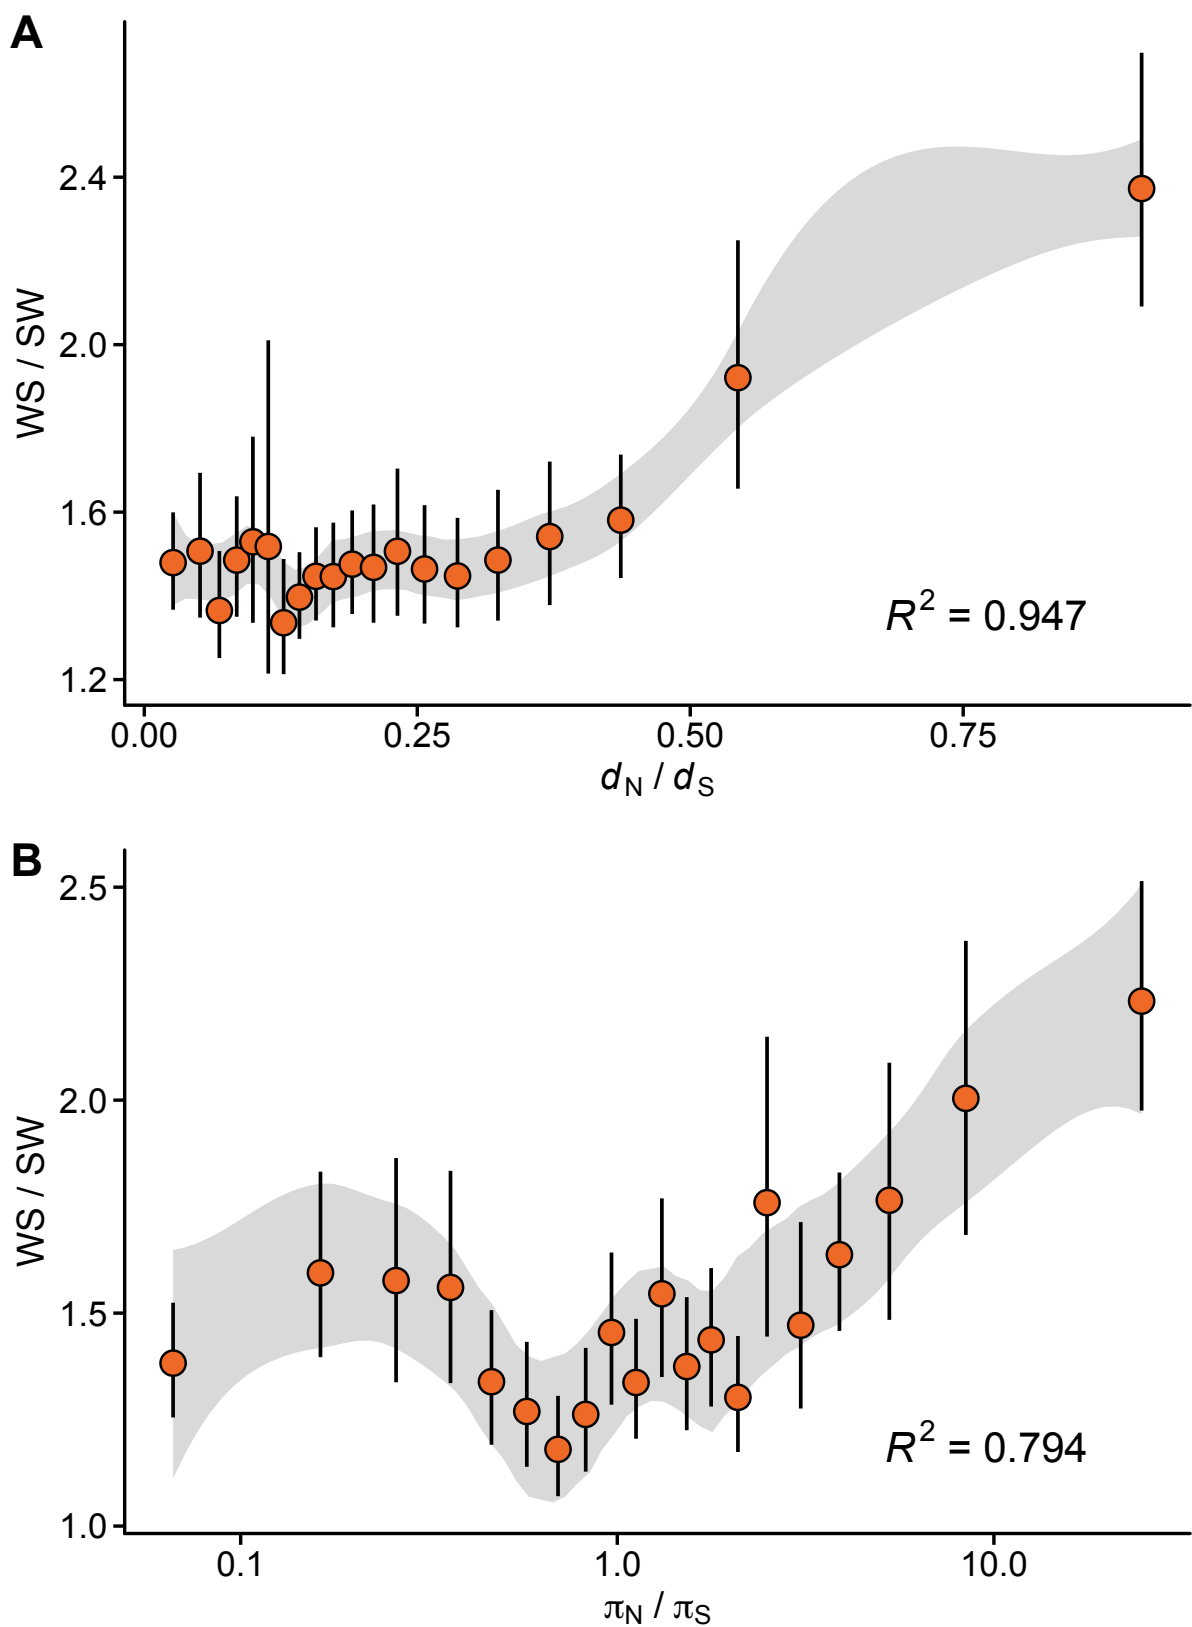 A
WS / SW
2.4
2.0
1.6
1.2
R² = 0.947
0.00 0.25 0.50 0.75
dN / dS
B
WS / SW
2.5
2.0
1.5
1.0
R² = 0.794
0.1 1.0 10.0
πN / πS